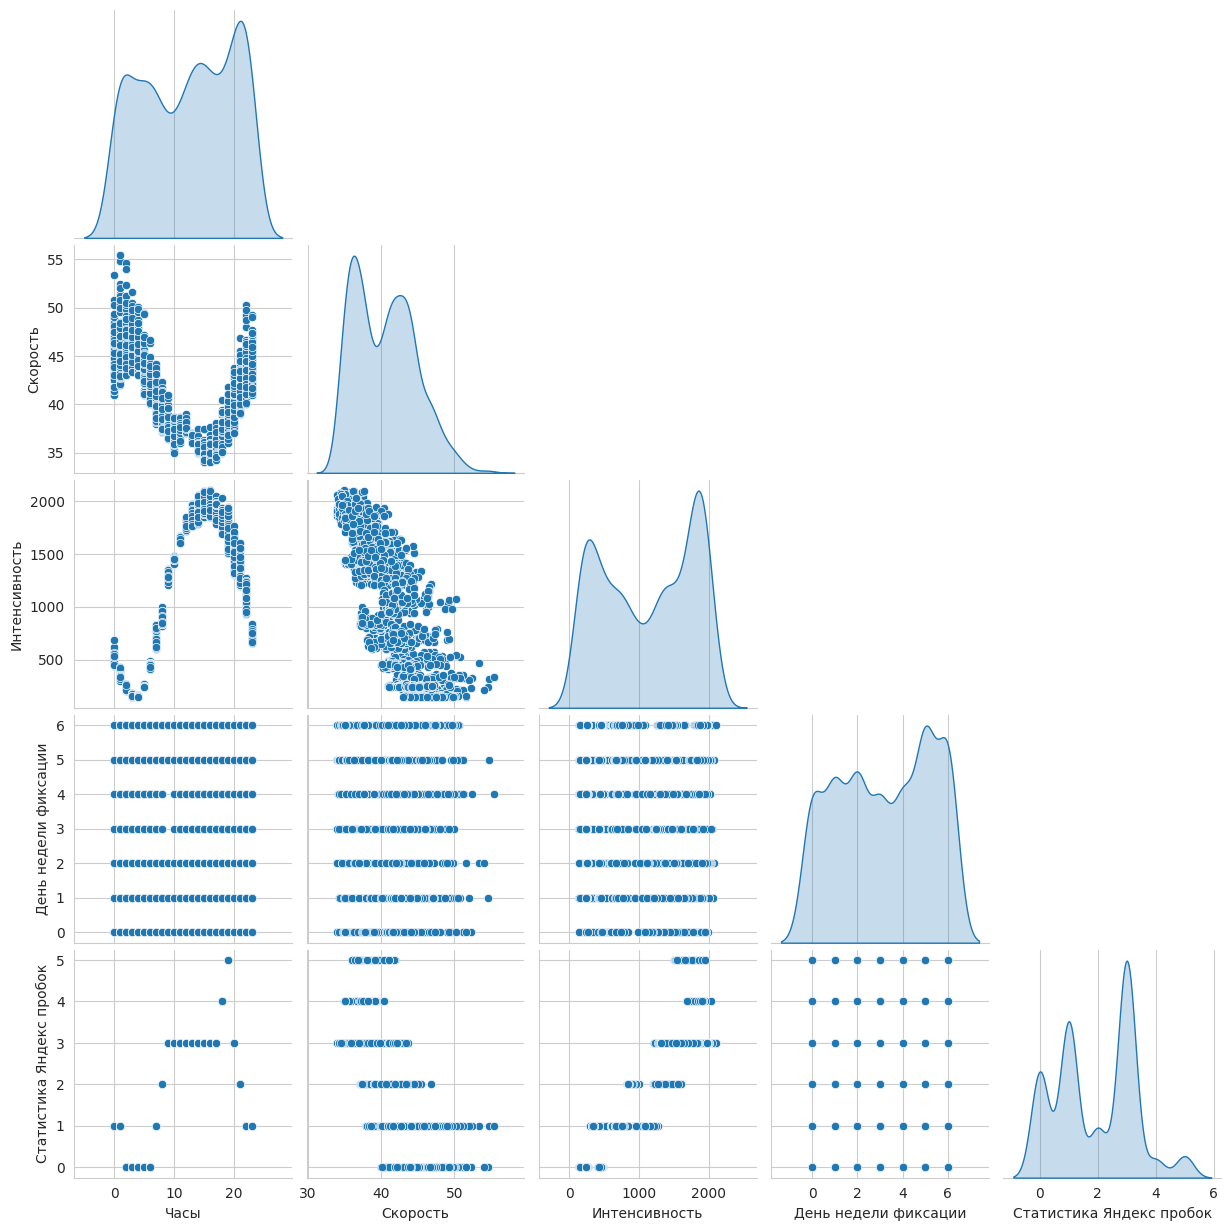 55
50
45
40
35
Скорость
2000
1500
1000
500
Интенсивность
6
5
4
3
2
1
0
День недели фиксации
5
4
3
2
1
0
Статистика Яндекс пробок
0 10 20
Часы
30 40 50
Скорость
0 1000 2000
Интенсивность
0 2 4 6
День недели фиксации
0 2 4 6
Статистика Яндекс пробок